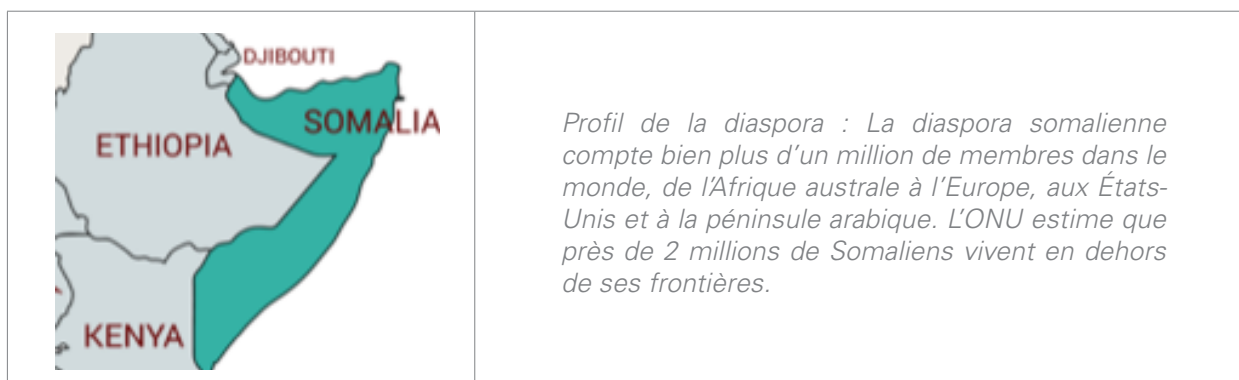 DJIBOUTI
SOMALIA
ETHIOPIA
KENYA
Profil de la diaspora : La diaspora somalienne
compte bien plus d’un million de membres dans le
monde, de l’Afrique australe à l’Europe, aux États-
Unis et à la péninsule arabique. L’ONU estime que
près de 2 millions de Somaliens vivent en dehors
de ses frontières.